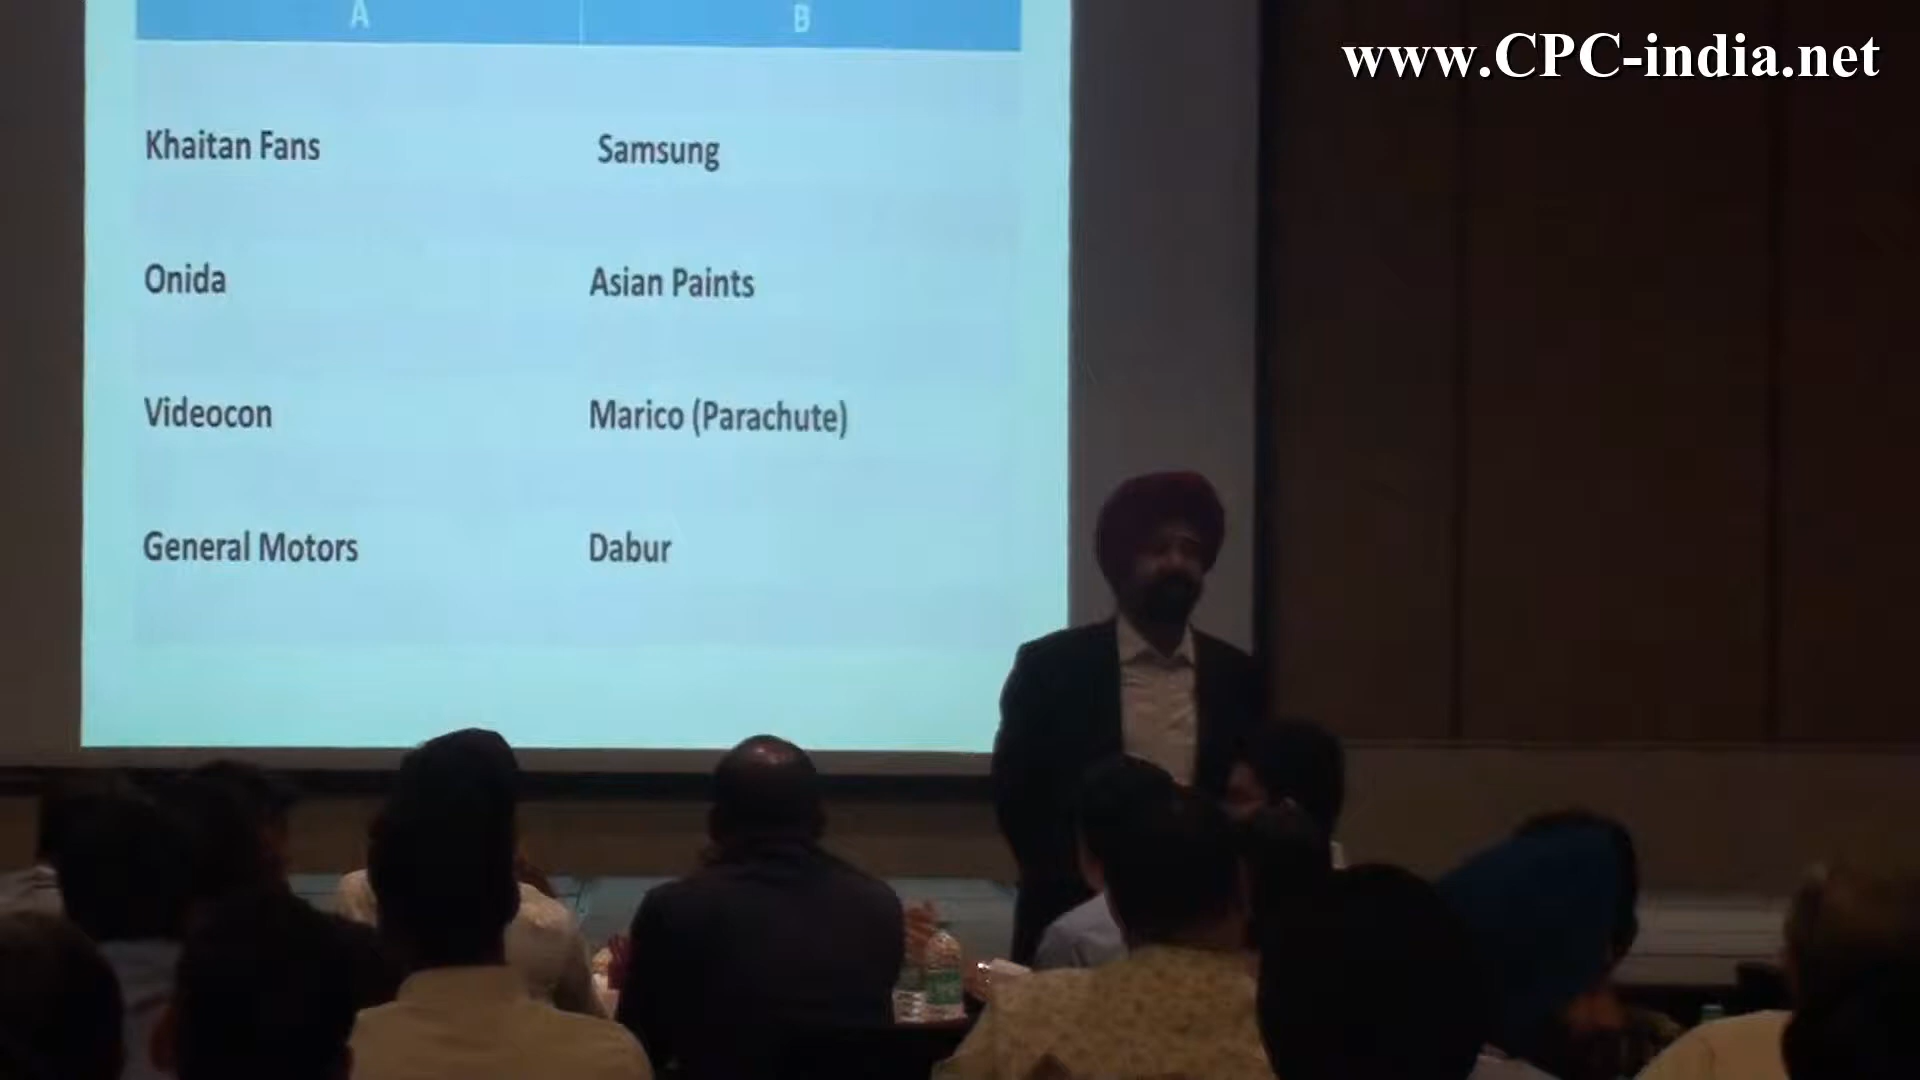 www.CPC-india.net
A B
Khaitan Fans Samsung
Onida Asian Paints
Videocon Marico (Parachute)
General Motors Dabur